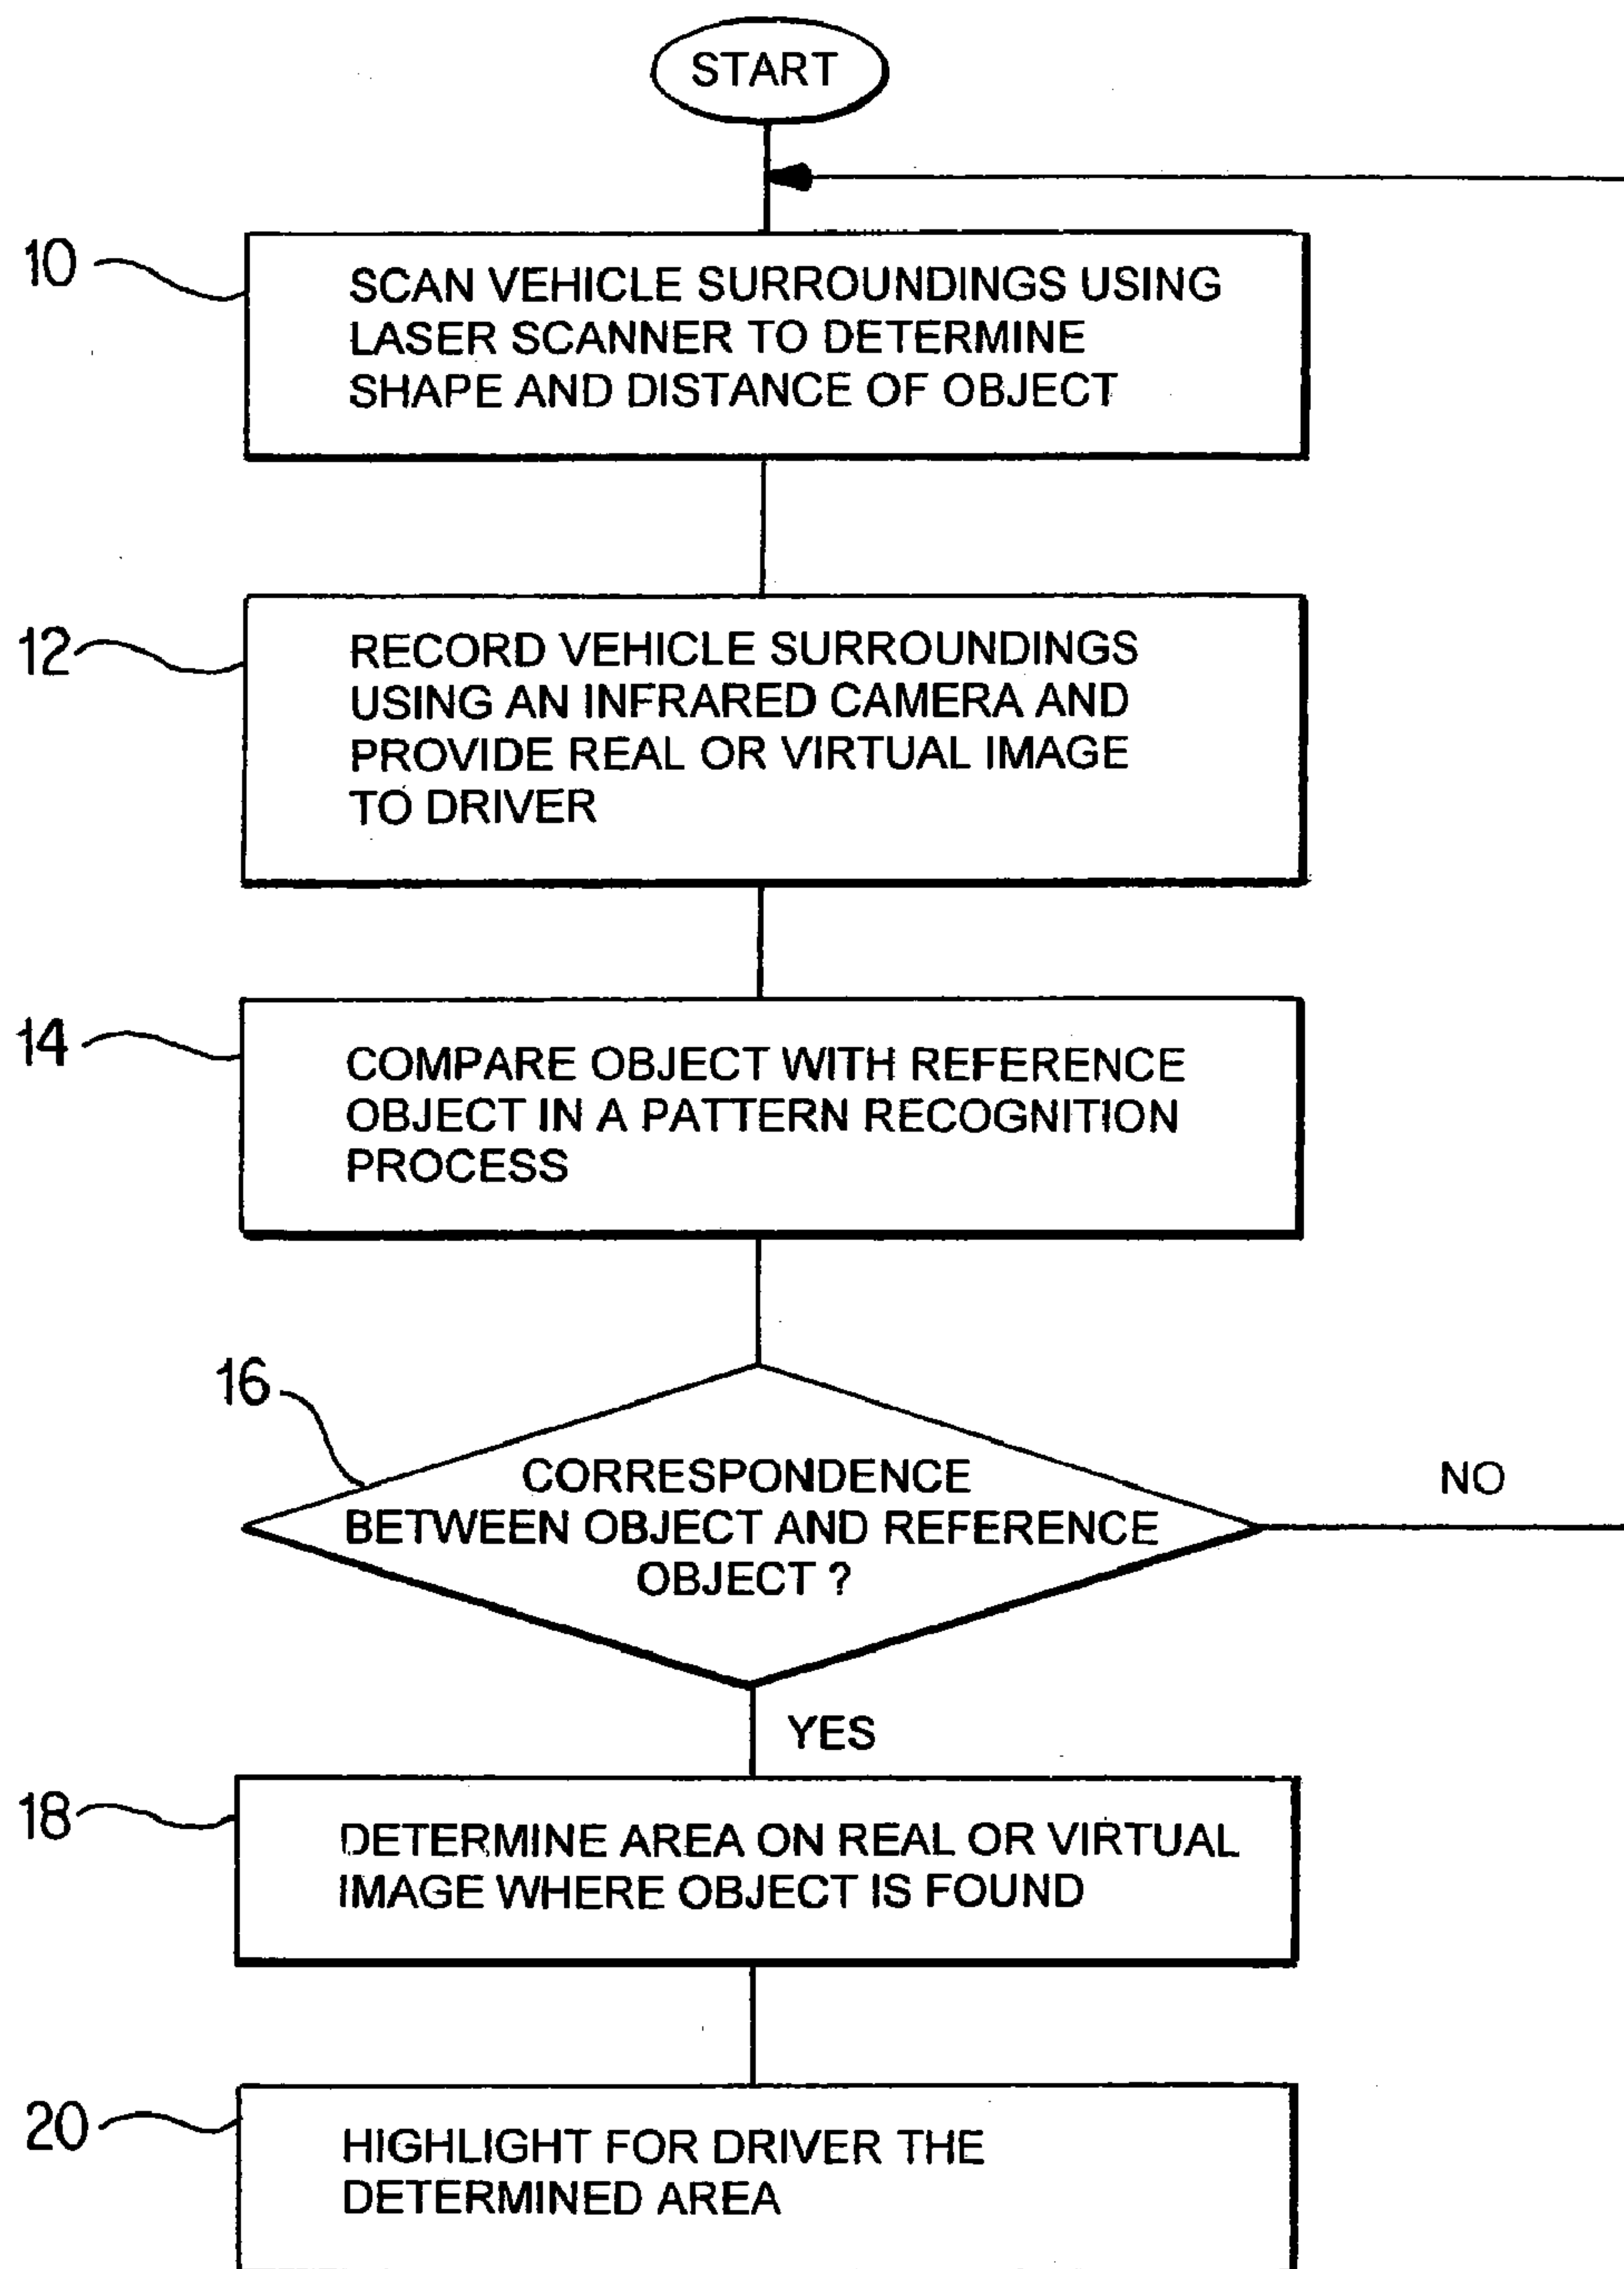 START
10
SCAN VEHICLE SURROUNDINGS USING
LASER SCANNER TO DETERMINE
SHAPE AND DISTANCE OF OBJECT
12
RECORD VEHICLE SURROUNDINGS
USING AN INFRARED CAMERA AND
PROVIDE REAL OR VIRTUAL IMAGE
TO DRIVER
14
COMPARE OBJECT WITH REFERENCE
OBJECT IN A PATTERN RECOGNITION
PROCESS
16
CORRESPONDENCE
BETWEEN OBJECT AND REFERENCE
OBJECT ?
NO
YES
18
DETERMINE AREA ON REAL OR VIRTUAL
IMAGE WHERE OBJECT IS FOUND
20
HIGHLIGHT FOR DRIVER THE
DETERMINED AREA